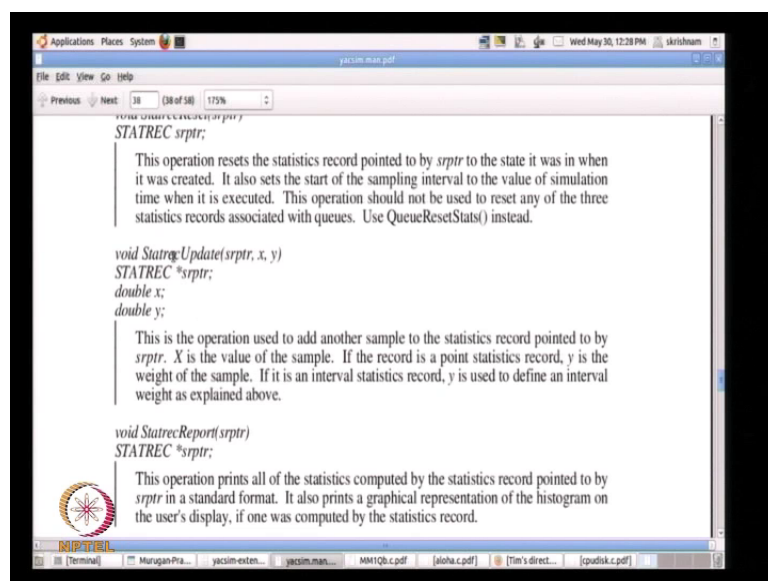 Applications Places System Wed May 30, 12:28 PM skrishnam
yacsim.man.pdf
File Edit View Go Help
Previous Next 38 (38 of 58) 175%
STATREC srptr;
This operation resets the statistics record pointed to by srptr to the state it was in when
it was created. It also sets the start of the sampling interval to the value of simulation
time when it is executed. This operation should not be used to reset any of the three
statistics records associated with queues. Use QueueResetStats() instead.
void StatrecUpdate(srptr, x, y)
STATREC *srptr;
double x;
double y;
This is the operation used to add another sample to the statistics record pointed to by
srptr. X is the value of the sample. If the record is a point statistics record, y is the
weight of the sample. If it is an interval statistics record, y is used to define an interval
weight as explained above.
void StatrecReport(srptr)
STATREC *srptr;
This operation prints all of the statistics computed by the statistics record pointed to by
srptr in a standard format. It also prints a graphical representation of the histogram on
the user's display, if one was computed by the statistics record.
NPTEL
[Terminal] Murugan-Pra... yacsim-exten... yacsim.man.... MM1Qb.c.pdf [aloha.c.pdf] [Tim's direct... [cpudisk.c.pdf]